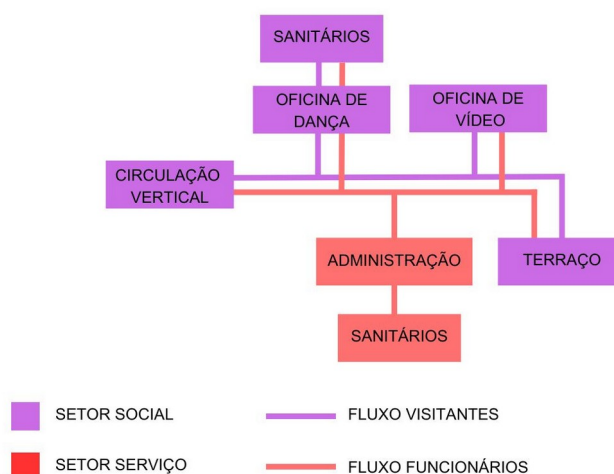 SANITÁRIOS
OFICINA DE
DANÇA
OFICINA DE
VÍDEO
CIRCULAÇÃO
VERTICAL
ADMINISTRAÇÃO
TERRAÇO
SANITÁRIOS
SETOR SOCIAL
FLUXO VISITANTES
SETOR SERVIÇO
FLUXO FUNCIONÁRIOS